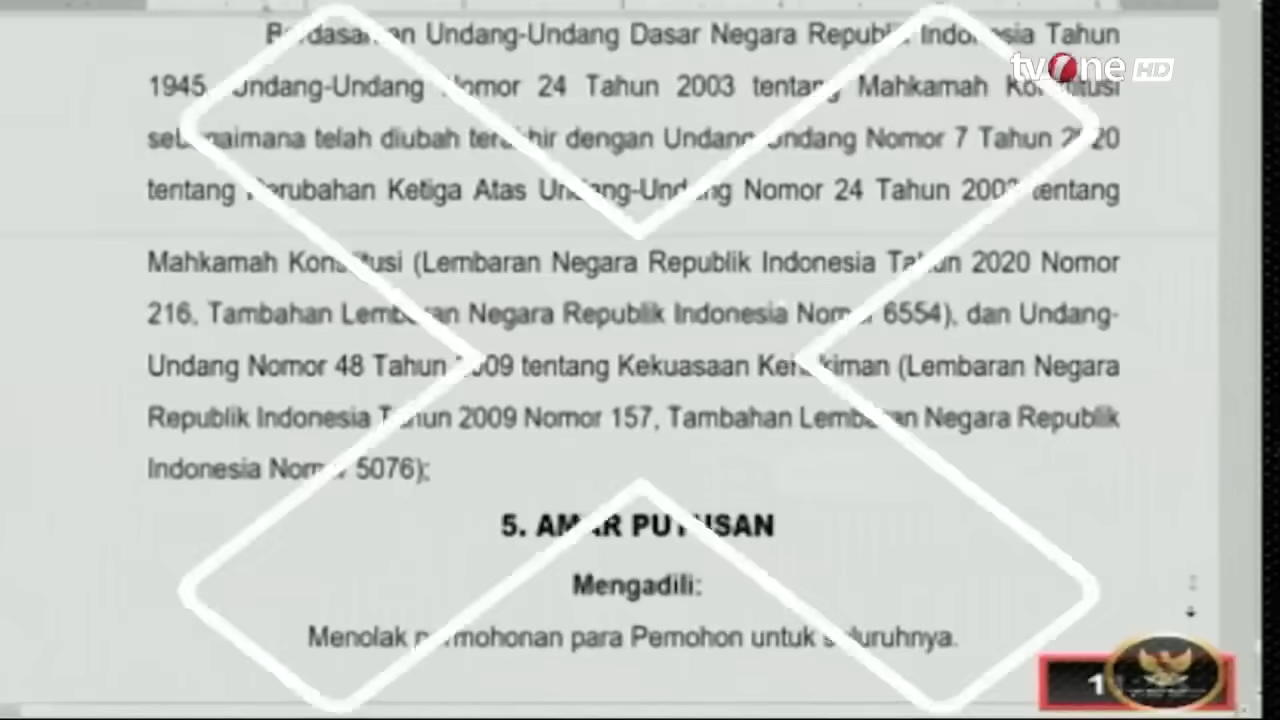 Berdasarkan Undang-Undang Dasar Negara Republik Indonesia Tahun
1945, Undang-Undang Nomor 24 Tahun 2003 tentang Mahkamah Konstitusi
sebagaimana telah diubah terakhir dengan Undang-Undang Nomor 7 Tahun 2020
tentang Perubahan Ketiga Atas Undang-Undang Nomor 24 Tahun 2003 tentang
Mahkamah Konstitusi (Lembaran Negara Republik Indonesia Tahun 2020 Nomor
216, Tambahan Lembaran Negara Republik Indonesia Nomor 6554), dan Undang-
Undang Nomor 48 Tahun 2009 tentang Kekuasaan Kehakiman (Lembaran Negara
Republik Indonesia Tahun 2009 Nomor 157, Tambahan Lembaran Negara Republik
Indonesia Nomor 5076);
5. AMAR PUTUSAN
Mengadili:
Menolak permohonan para Pemohon untuk seluruhnya.
tvOne HD